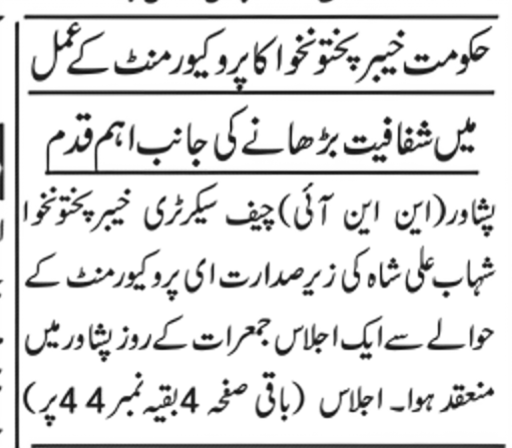 حکومت خیبر پختونخوا کا پروکیورمنٹ کے عمل
میں شفافیت بڑھانے کی جانب اہم قدم
پشاور(این این آئی)چیف سیکرٹری خیبر پختونخوا
شہاب علی شاہ کی زیرصدارت ای پروکیورمنٹ کے
حوالے سے ایک اجلاس جمعرات کے روز پشاور میں
منعقد ہوا۔ اجلاس (باقی صفحہ 4 بقیہ نمبر 44 پر)